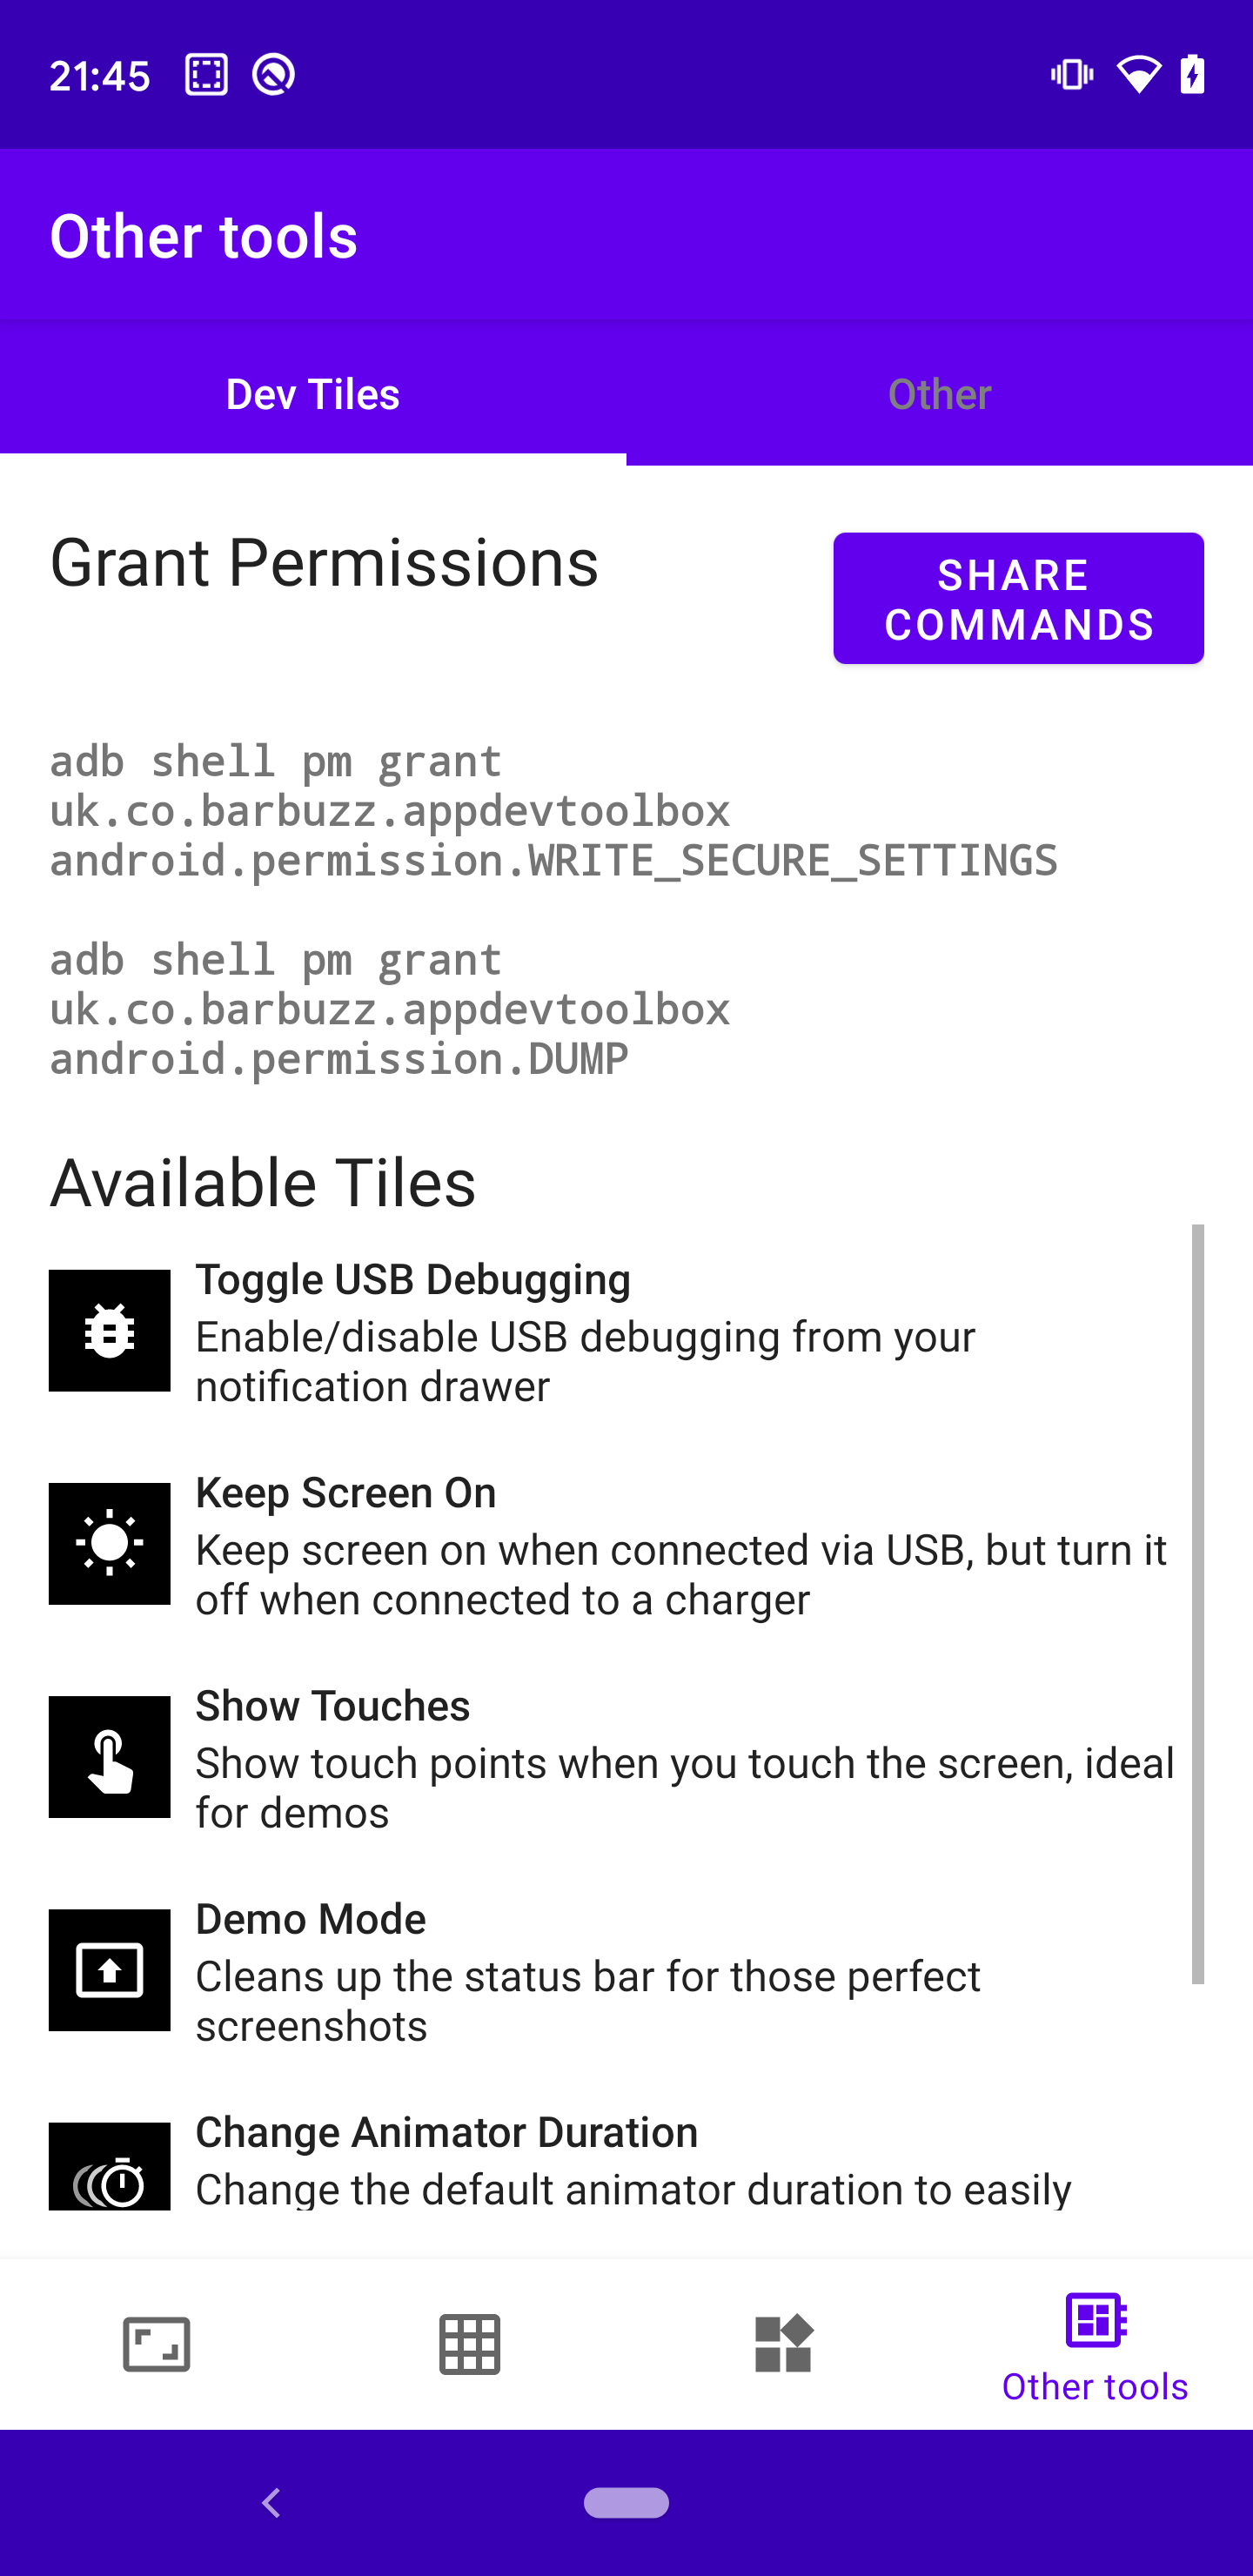 21:45
Other tools
Dev Tiles
Other
Grant Permissions
SHARE
COMMANDS
adb shell pm grant
uk.co.barbuzz.appdevtoolbox
android.permission.WRITE_SECURE_SETTINGS
adb shell pm grant
uk.co.barbuzz.appdevtoolbox
android.permission.DUMP
Available Tiles
Toggle USB Debugging
Enable/disable USB debugging from your
notification drawer
Keep Screen On
Keep screen on when connected via USB, but turn it
off when connected to a charger
Show Touches
Show touch points when you touch the screen, ideal
for demos
Demo Mode
Cleans up the status bar for those perfect
screenshots
Change Animator Duration
Change the default animator duration to easily
Other tools